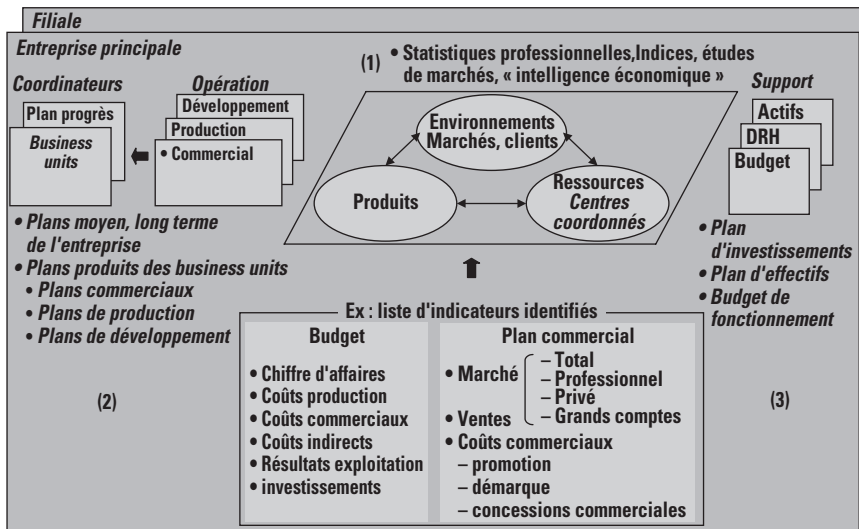 Filiale
Entreprise principale
(1)
• Statistiques professionnelles,Indices, études
de marchés, « intelligence économique »
Coordinateurs
Plan progrès
Business
units
Opération
Développement
Production
• Commercial
Environnements
Marchés, clients
Produits
Ressources
Centres
coordonnés
Support
Actifs
DRH
Budget
• Plans moyen, long terme
de l'entreprise
• Plans produits des business units
• Plans commerciaux
• Plans de production
• Plans de développement
(2)
• Plan
d'investissements
• Plan d'effectifs
• Budget de
fonctionnement
(3)
Ex : liste d'indicateurs identifiés
Budget
• Chiffre d'affaires
• Coûts production
• Coûts commerciaux
• Coûts indirects
• Résultats exploitation
• investissements
Plan commercial
• Marché
• Ventes
– Total
– Professionnel
– Privé
– Grands comptes
• Coûts commerciaux
– promotion
– démarque
– concessions commerciales